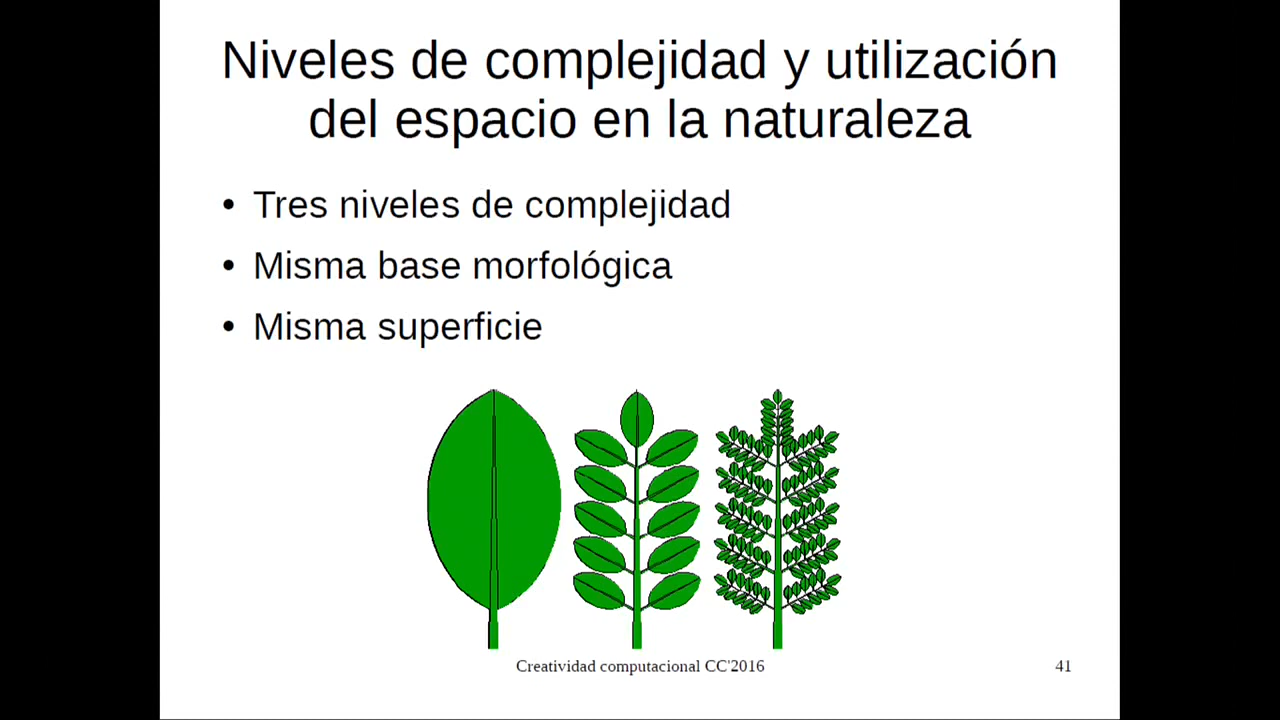 Niveles de complejidad y utilización
del espacio en la naturaleza
• Tres niveles de complejidad
• Misma base morfológica
• Misma superficie
Creatividad computacional CC'2016
41